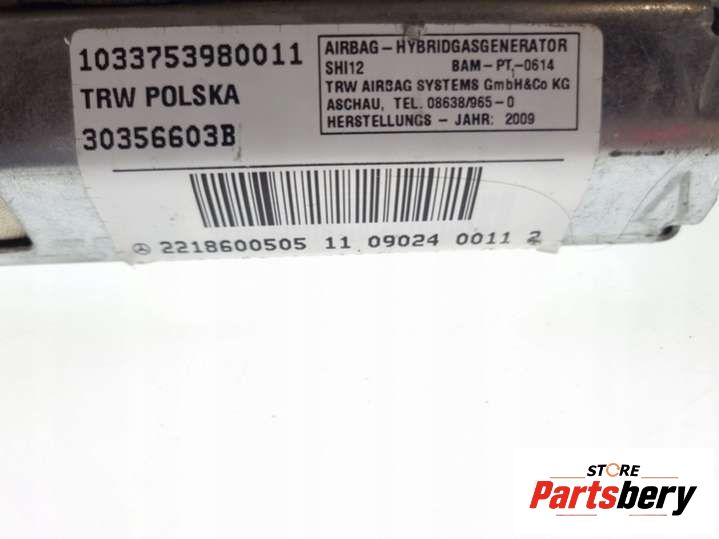 1033753980011
TRW POLSKA
30356603B
AIRBAG-HYBRIDGASGENERATOR
SHI12 BAM-PT.-0614
TRW AIRBAG SYSTEMS GmbH&Co KG
ASCHAU, TEL. 08638/965-0
HERSTELLUNGS - JAHR: 2009
2218600505 11 09024 0011 2
STORE
Partsbery